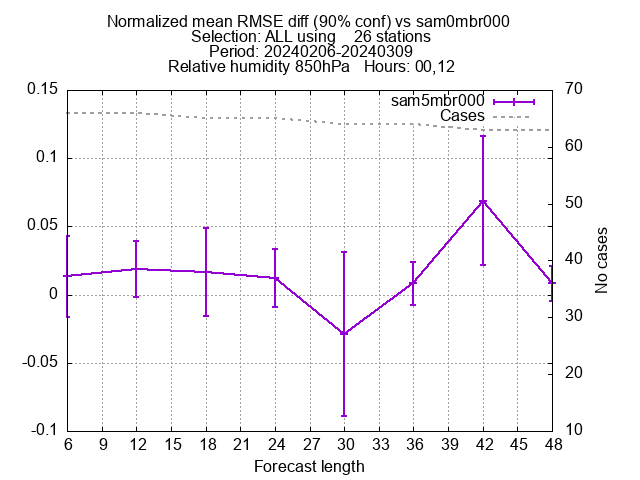 Normalized mean RMSE diff (90% conf) vs sam0mbr000
Selection: ALL using    26 stations
Period: 20240206-20240309
Relative humidity 850hPa   Hours: 00,12
sam5mbr000
Cases
0.15
0.1
0.05
0
-0.05
-0.1
70
60
50
40
30
20
10
No cases
6 9 12 15 18 21 24 27 30 33 36 39 42 45 48
Forecast length